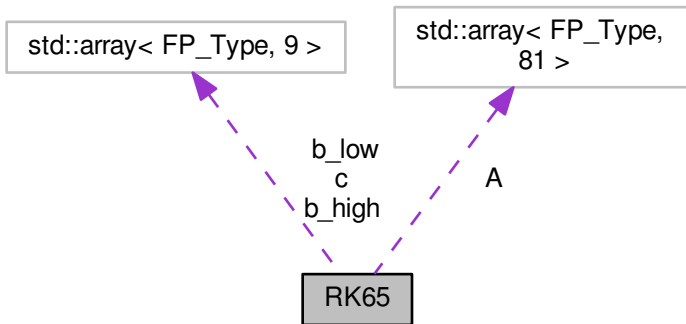 std::array< FP_Type, 9 >
std::array< FP_Type,
81 >
b_low
c
b_high
A
RK65